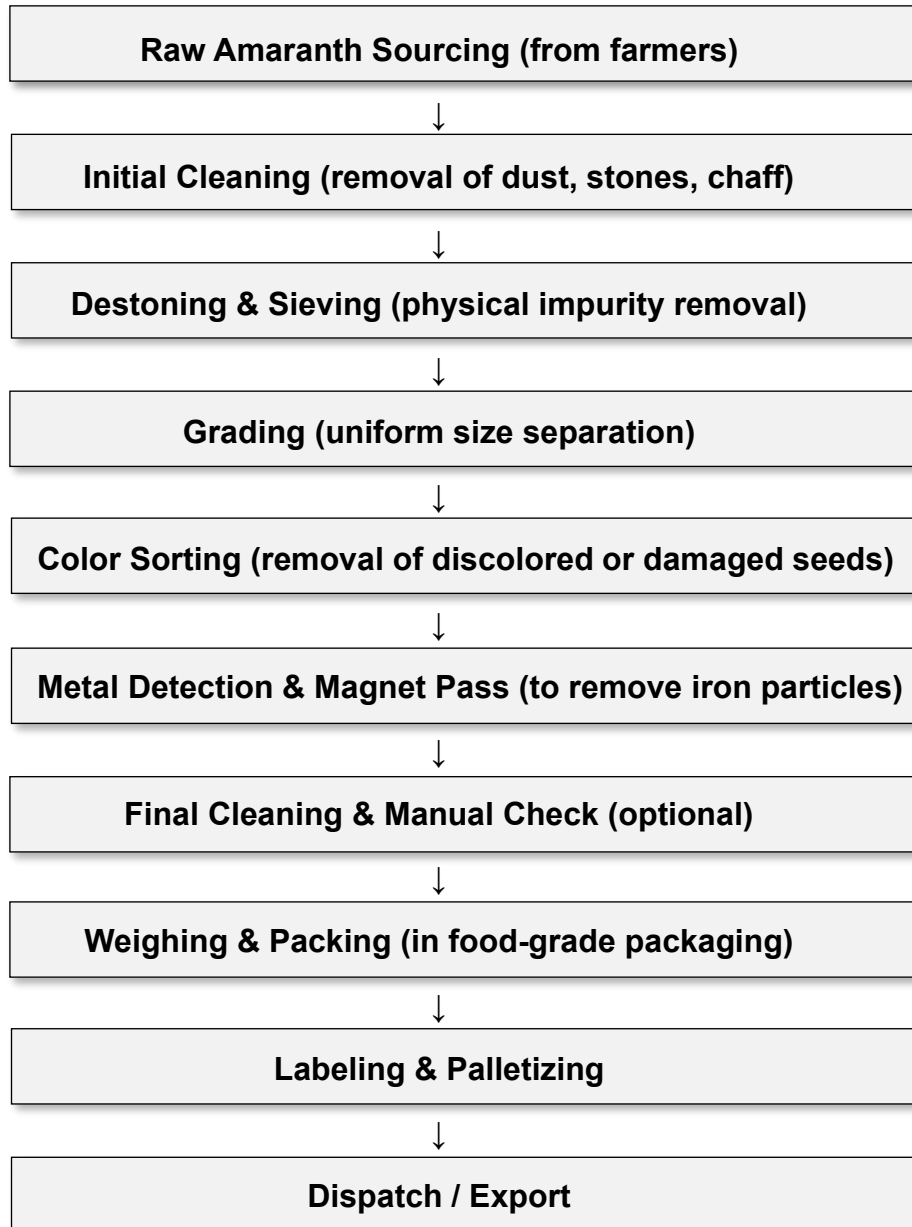 Raw Amaranth Sourcing (from farmers)
↓
Initial Cleaning (removal of dust, stones, chaff)
↓
Destoning & Sieving (physical impurity removal)
↓
Grading (uniform size separation)
↓
Color Sorting (removal of discolored or damaged seeds)
↓
Metal Detection & Magnet Pass (to remove iron particles)
↓
Final Cleaning & Manual Check (optional)
↓
Weighing & Packing (in food-grade packaging)
↓
Labeling & Palletizing
↓
Dispatch / Export